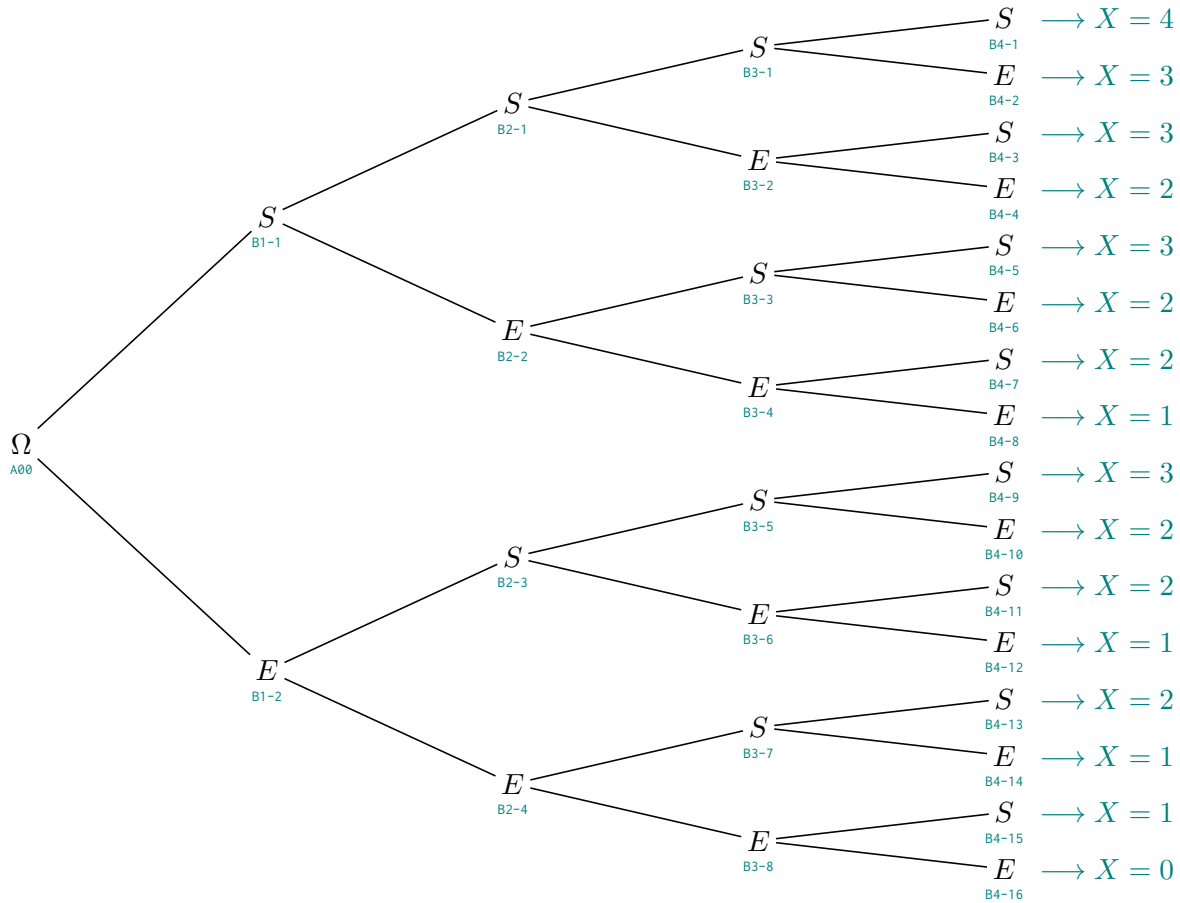 S → X = 4
B4-1
S
B3-1
E → X = 3
B4-2
S
B2-1
S → X = 3
B4-3
E
B3-2
E → X = 2
B4-4
S
B1-1
S → X = 3
B4-5
S
B3-3
E → X = 2
B4-6
E
B2-2
S → X = 2
B4-7
E
B3-4
E → X = 1
B4-8
Ω
A00
S → X = 3
B4-9
S
B3-5
E → X = 2
B4-10
S
B2-3
S → X = 2
B4-11
E
B3-6
E → X = 1
B4-12
E
B1-2
S → X = 2
B4-13
S
B3-7
E → X = 1
B4-14
E
B2-4
S → X = 1
B4-15
E
B3-8
E → X = 0
B4-16